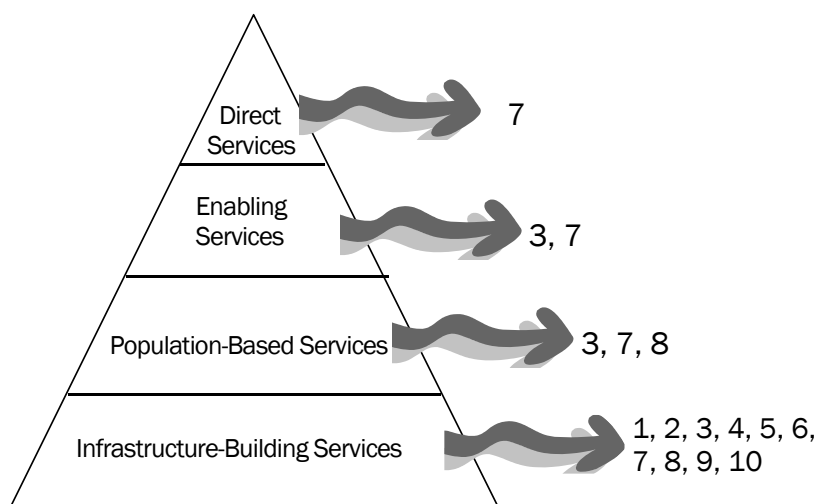 Direct
Services
7
Enabling
Services
3, 7
Population-Based Services
3, 7, 8
Infrastructure-Building Services
1, 2, 3, 4, 5, 6,
7, 8, 9, 10